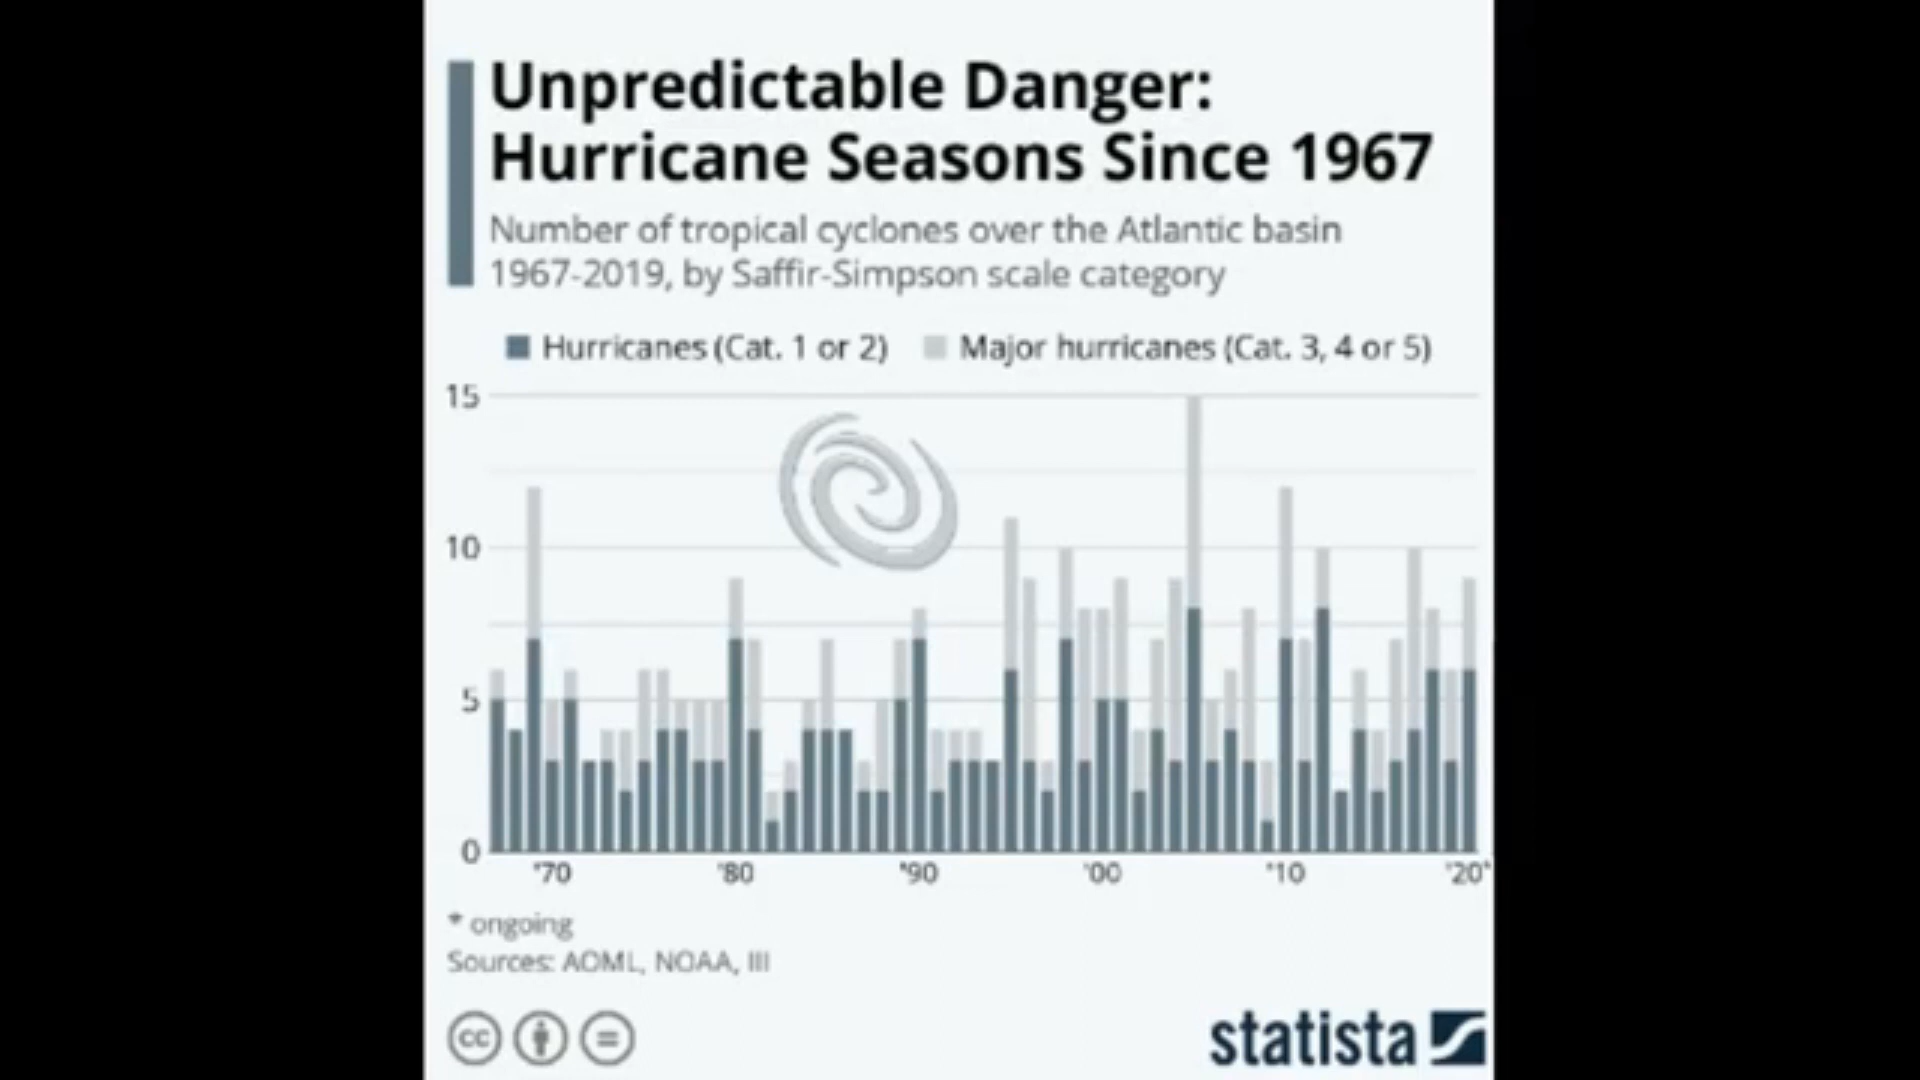 Unpredictable Danger:
Hurricane Seasons Since 1967
Number of tropical cyclones over the Atlantic basin
1967-2019, by Saffir-Simpson scale category
Hurricanes (Cat. 1 or 2) Major hurricanes (Cat. 3, 4 or 5)
15
10
5
0
'70 '80 '90 '00 '10 '20*
* ongoing
Sources: AOML, NOAA, III
cc
statista